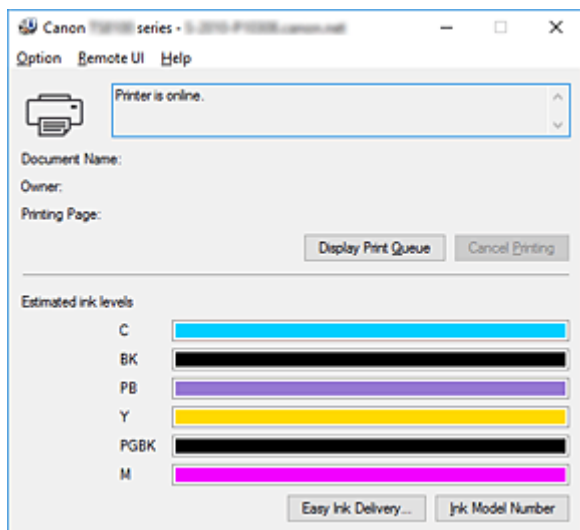 Canon series -
Option Remote UI Help
Printer is online.
Document Name:
Owner:
Printing Page:
Display Print Queue Cancel Printing
Estimated ink levels
C
BK
PB
Y
PGBK
M
Easy Ink Delivery... Ink Model Number